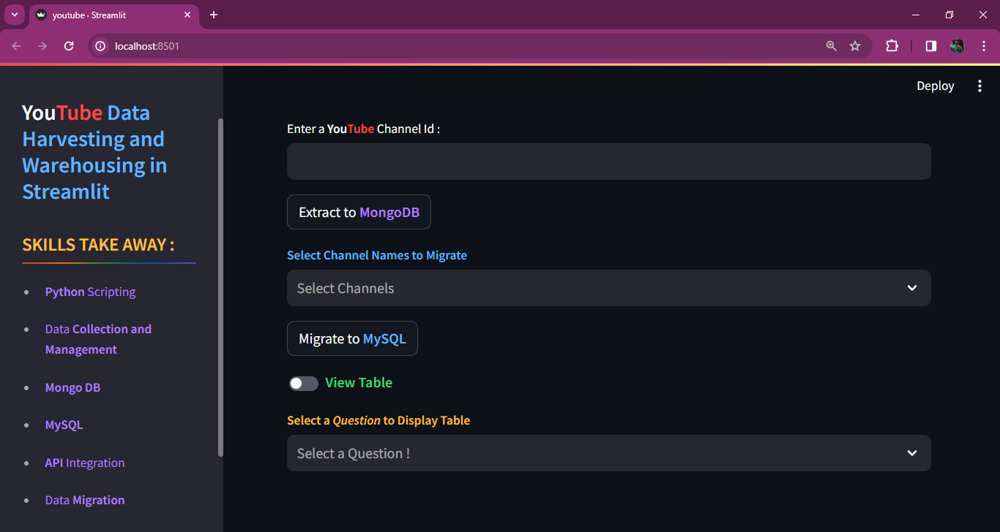 youtube · Streamlit
localhost:8501
Deploy
YouTube Data
Harvesting and
Warehousing in
Streamlit
SKILLS TAKE AWAY :
Python Scripting
Data Collection and
Management
Mongo DB
MySQL
API Integration
Data Migration
Enter a YouTube Channel Id :
Extract to MongoDB
Select Channel Names to Migrate
Select Channels
Migrate to MySQL
View Table
Select a Question to Display Table
Select a Question !